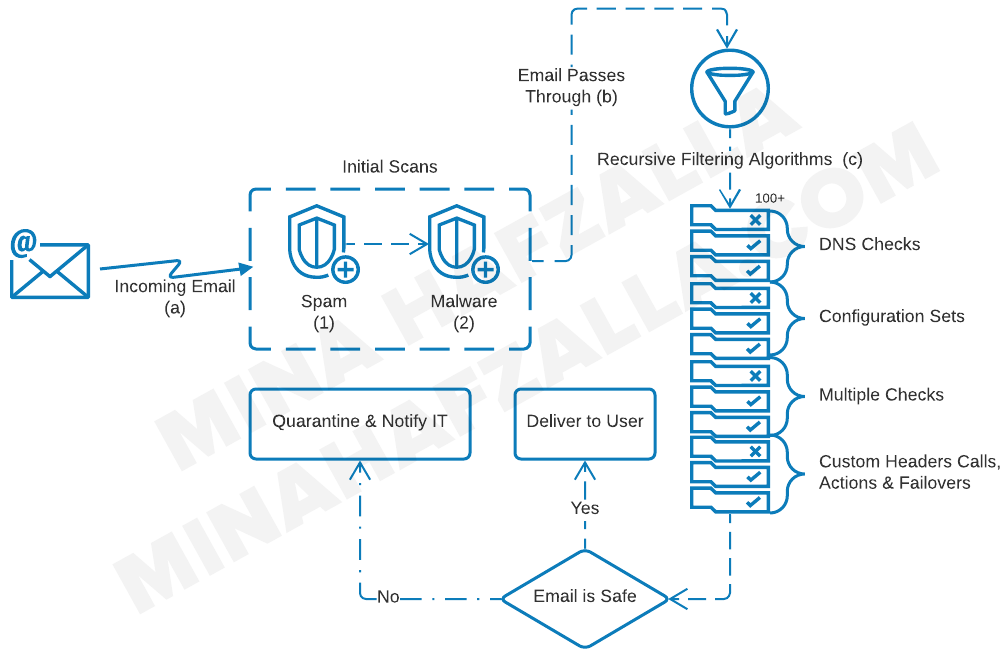 Email Passes
Through (b)
Recursive Filtering Algorithms (c)
Initial Scans
100+
@
Incoming Email
(a)
Spam
(1)
Malware
(2)
DNS Checks
Configuration Sets
Multiple Checks
Custom Headers Calls,
Actions & Failovers
Quarantine & Notify IT
Deliver to User
Yes
No
Email is Safe
MINA HAFZALLA
MINAHAFZALLA.COM